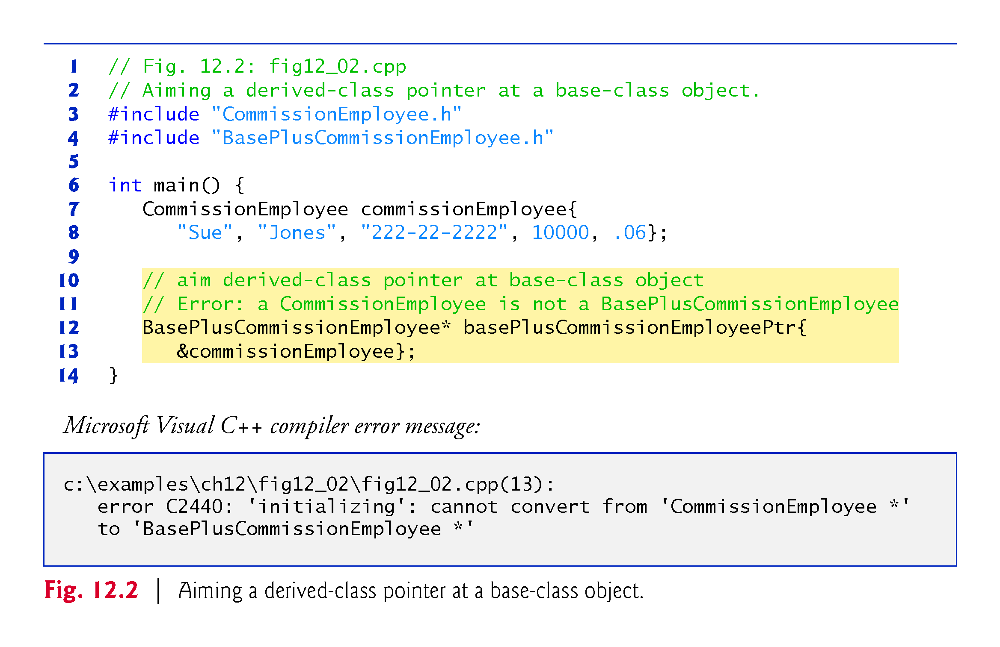 1 // Fig. 12.2: fig12_02.cpp
2 // Aiming a derived-class pointer at a base-class object.
3 #include "CommissionEmployee.h"
4 #include "BasePlusCommissionEmployee.h"
5
6 int main() {
7    CommissionEmployee commissionEmployee{
8       "Sue", "Jones", "222-22-2222", 10000, .06};
9
10    // aim derived-class pointer at base-class object
11    // Error: a CommissionEmployee is not a BasePlusCommissionEmployee
12    BasePlusCommissionEmployee* basePlusCommissionEmployeePtr{
13       &commissionEmployee};
14 }
Microsoft Visual C++ compiler error message:
c:\examples\ch12\fig12_02\fig12_02.cpp(13):
   error C2440: 'initializing': cannot convert from 'CommissionEmployee *'
   to 'BasePlusCommissionEmployee *'
Fig. 12.2 | Aiming a derived-class pointer at a base-class object.